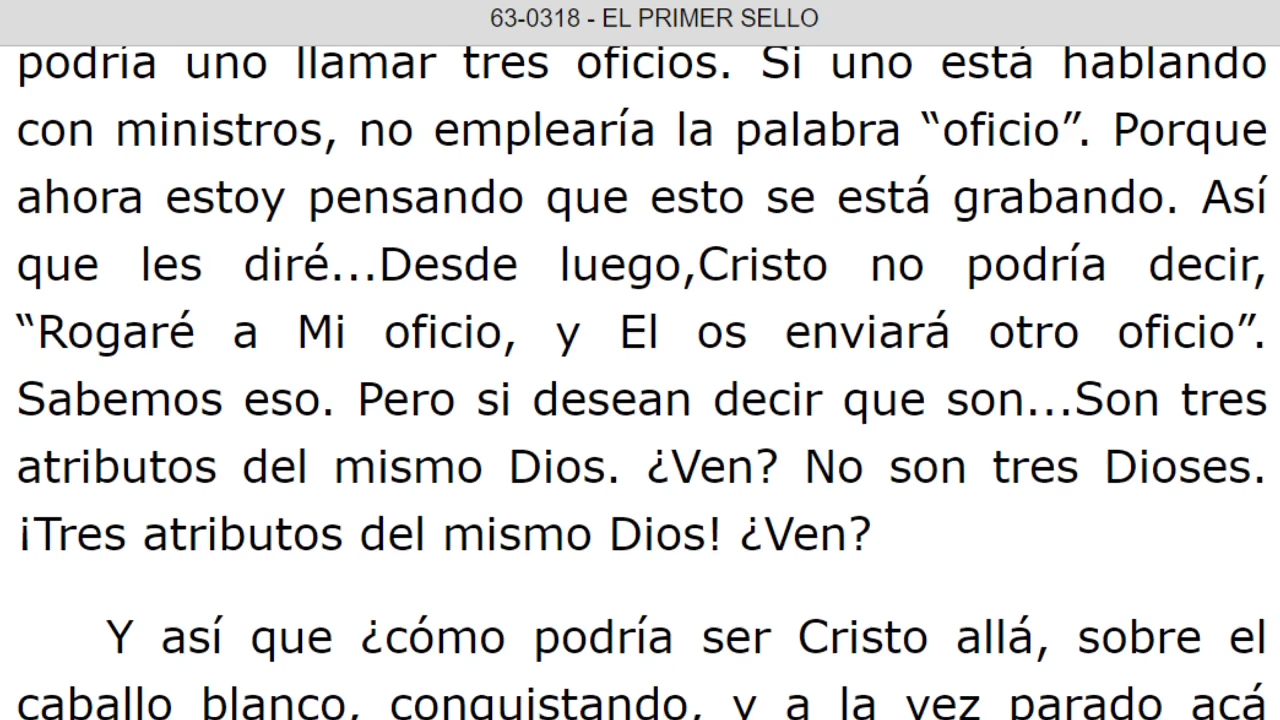 63-0318 - EL PRIMER SELLO
podría uno llamar tres oficios. Si uno está hablando
con ministros, no emplearía la palabra “oficio”. Porque
ahora estoy pensando que esto se está grabando. Así
que les diré...Desde luego,Cristo no podría decir,
“Rogaré a Mi oficio, y El os enviará otro oficio”.
Sabemos eso. Pero si desean decir que son...Son tres
atributos del mismo Dios. ¿Ven? No son tres Dioses.
¡Tres atributos del mismo Dios! ¿Ven?
Y así que ¿cómo podría ser Cristo allá, sobre el
caballo blanco, conquistando, y a la vez parado acá